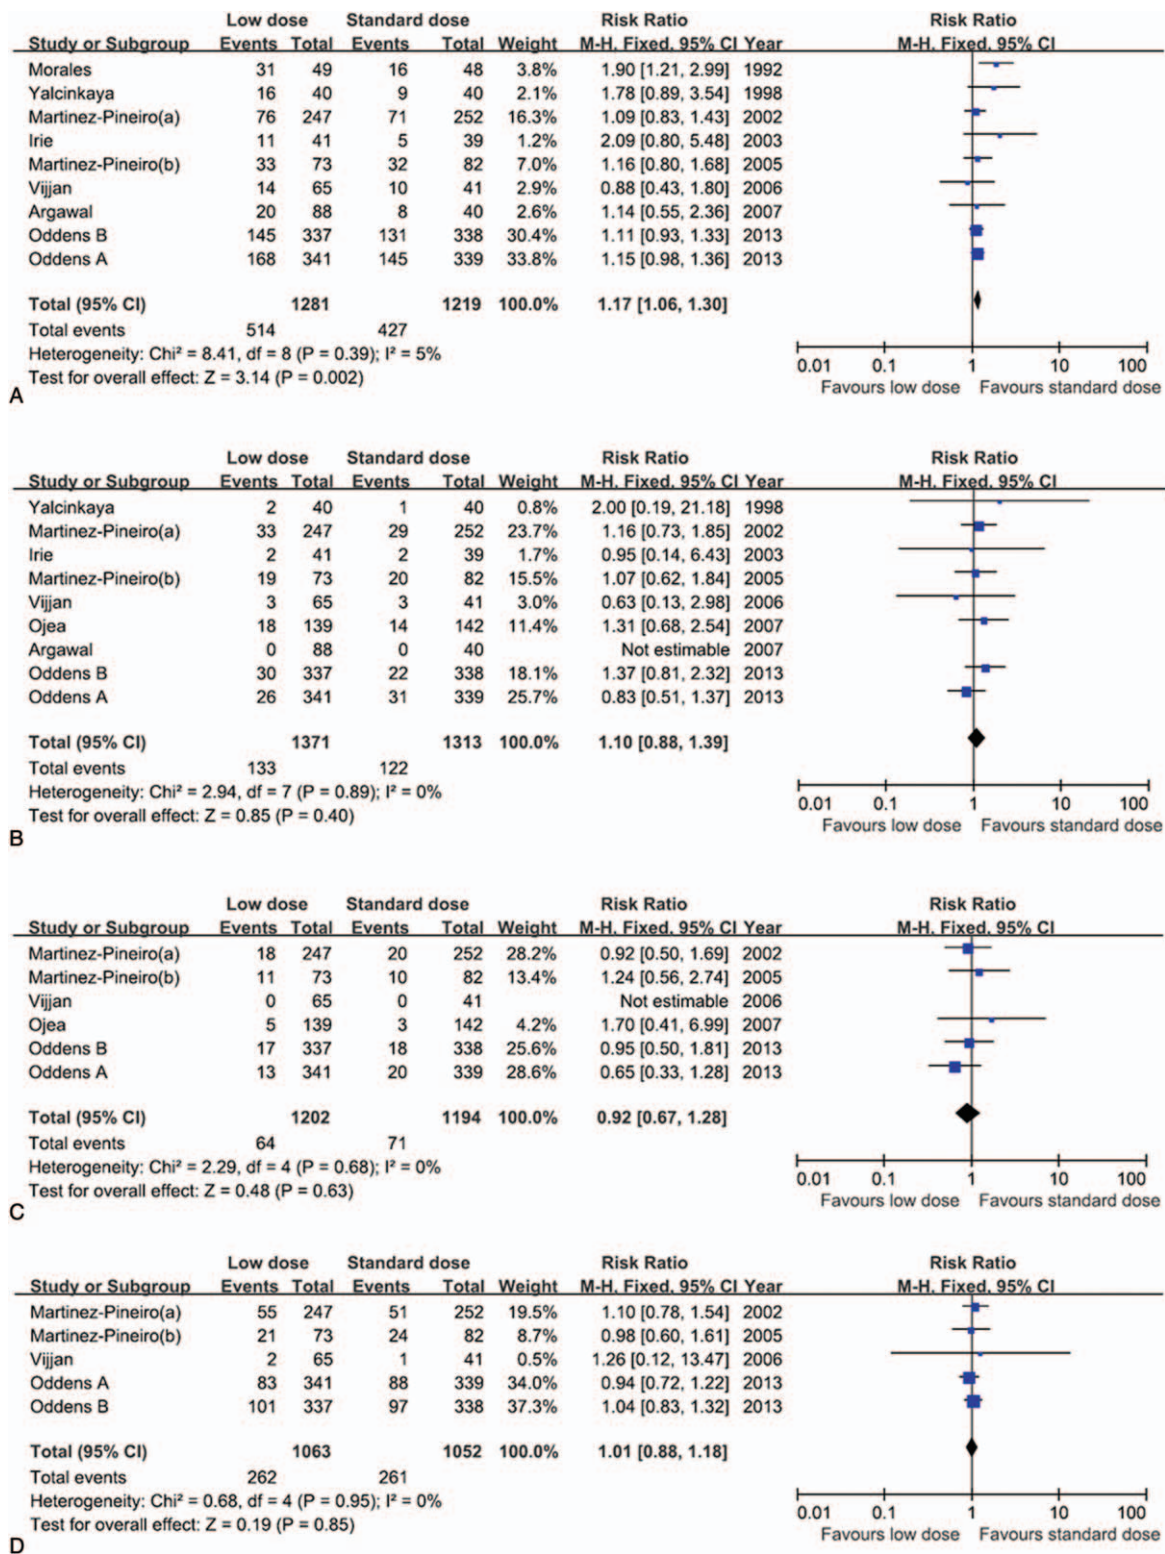 Low dose Standard dose Risk Ratio Risk Ratio
Study or Subgroup Events Total Events Total Weight M-H, Fixed, 95% CI Year M-H, Fixed, 95% CI
Morales 31 49 16 48 3.8% 1.90 [1.21, 2.99] 1992
Yalcinkaya 16 40 9 40 2.1% 1.78 [0.89, 3.54] 1998
Martinez-Pineiro(a) 76 247 71 252 16.3% 1.09 [0.83, 1.43] 2002
Irie 11 41 5 39 1.2% 2.09 [0.80, 5.48] 2003
Martinez-Pineiro(b) 33 73 32 82 7.0% 1.16 [0.80, 1.68] 2005
Vijjan 14 65 10 41 2.9% 0.88 [0.43, 1.80] 2006
Argawal 20 88 8 40 2.6% 1.14 [0.55, 2.36] 2007
Oddens B 145 337 131 338 30.4% 1.11 [0.93, 1.33] 2013
Oddens A 168 341 145 339 33.8% 1.15 [0.98, 1.36] 2013
Total (95% CI) 1281 1219 100.0% 1.17 [1.06, 1.30]
Total events 514 427
Heterogeneity: Chi² = 8.41, df = 8 (P = 0.39); I² = 5%
Test for overall effect: Z = 3.14 (P = 0.002)
0.01 0.1 1 10 100
Favours low dose Favours standard dose
A
Low dose Standard dose Risk Ratio Risk Ratio
Study or Subgroup Events Total Events Total Weight M-H, Fixed, 95% CI Year M-H, Fixed, 95% CI
Yalcinkaya 2 40 1 40 0.8% 2.00 [0.19, 21.18] 1998
Martinez-Pineiro(a) 33 247 29 252 23.7% 1.16 [0.73, 1.85] 2002
Irie 2 41 2 39 1.7% 0.95 [0.14, 6.43] 2003
Martinez-Pineiro(b) 19 73 20 82 15.5% 1.07 [0.62, 1.84] 2005
Vijjan 3 65 3 41 3.0% 0.63 [0.13, 2.98] 2006
Ojea 18 139 14 142 11.4% 1.31 [0.68, 2.54] 2007
Argawal 0 88 0 40 Not estimable 2007
Oddens B 30 337 22 338 18.1% 1.37 [0.81, 2.32] 2013
Oddens A 26 341 31 339 25.7% 0.83 [0.51, 1.37] 2013
Total (95% CI) 1371 1313 100.0% 1.10 [0.88, 1.39]
Total events 133 122
Heterogeneity: Chi² = 2.94, df = 7 (P = 0.89); I² = 0%
Test for overall effect: Z = 0.85 (P = 0.40)
0.01 0.1 1 10 100
Favours low dose Favours standard dose
B
Low dose Standard dose Risk Ratio Risk Ratio
Study or Subgroup Events Total Events Total Weight M-H, Fixed, 95% CI Year M-H, Fixed, 95% CI
Martinez-Pineiro(a) 18 247 20 252 28.2% 0.92 [0.50, 1.69] 2002
Martinez-Pineiro(b) 11 73 10 82 13.4% 1.24 [0.56, 2.74] 2005
Vijjan 0 65 0 41 Not estimable 2006
Ojea 5 139 3 142 4.2% 1.70 [0.41, 6.99] 2007
Oddens B 17 337 18 338 25.6% 0.95 [0.50, 1.81] 2013
Oddens A 13 341 20 339 28.6% 0.65 [0.33, 1.28] 2013
Total (95% CI) 1202 1194 100.0% 0.92 [0.67, 1.28]
Total events 64 71
Heterogeneity: Chi² = 2.29, df = 4 (P = 0.68); I² = 0%
Test for overall effect: Z = 0.48 (P = 0.63)
0.01 0.1 1 10 100
Favours low dose Favours standard dose
C
Low dose Standard dose Risk Ratio Risk Ratio
Study or Subgroup Events Total Events Total Weight M-H, Fixed, 95% CI Year M-H, Fixed, 95% CI
Martinez-Pineiro(a) 55 247 51 252 19.5% 1.10 [0.78, 1.54] 2002
Martinez-Pineiro(b) 21 73 24 82 8.7% 0.98 [0.60, 1.61] 2005
Vijjan 2 65 1 41 0.5% 1.26 [0.12, 13.47] 2006
Oddens A 83 341 88 339 34.0% 0.94 [0.72, 1.22] 2013
Oddens B 101 337 97 338 37.3% 1.04 [0.83, 1.32] 2013
Total (95% CI) 1063 1052 100.0% 1.01 [0.88, 1.18]
Total events 262 261
Heterogeneity: Chi² = 0.68, df = 4 (P = 0.95); I² = 0%
Test for overall effect: Z = 0.19 (P = 0.85)
0.01 0.1 1 10 100
Favours low dose Favours standard dose
D